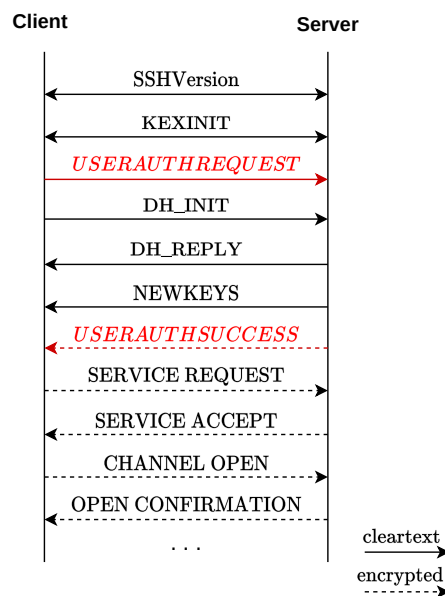 Client
Server
SSHVersion
KEXINIT
USERAUTHREQUEST
DH_INIT
DH_REPLY
NEWKEYS
USERAUTHSUCCESS
SERVICE REQUEST
SERVICE ACCEPT
CHANNEL OPEN
OPEN CONFIRMATION
...
cleartext
encrypted